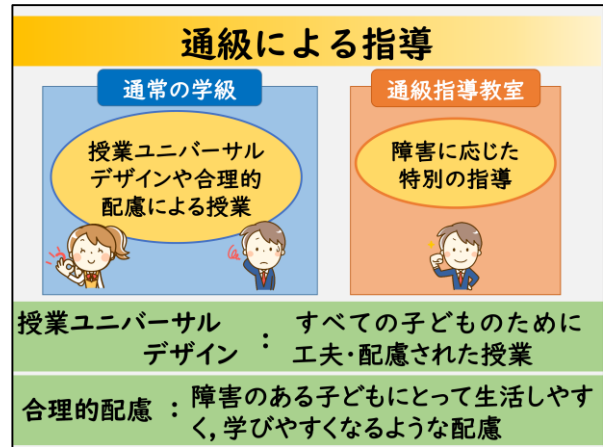 通級による指導
通常の学級
授業ユニバーサル
デザインや合理的
配慮による授業
通級指導教室
障害に応じた
特別の指導
授業ユニバーサル
デザイン : すべての子どものために
工夫・配慮された授業
合理的配慮 : 障害のある子どもにとって生活しやす
く,学びやすくなるような配慮